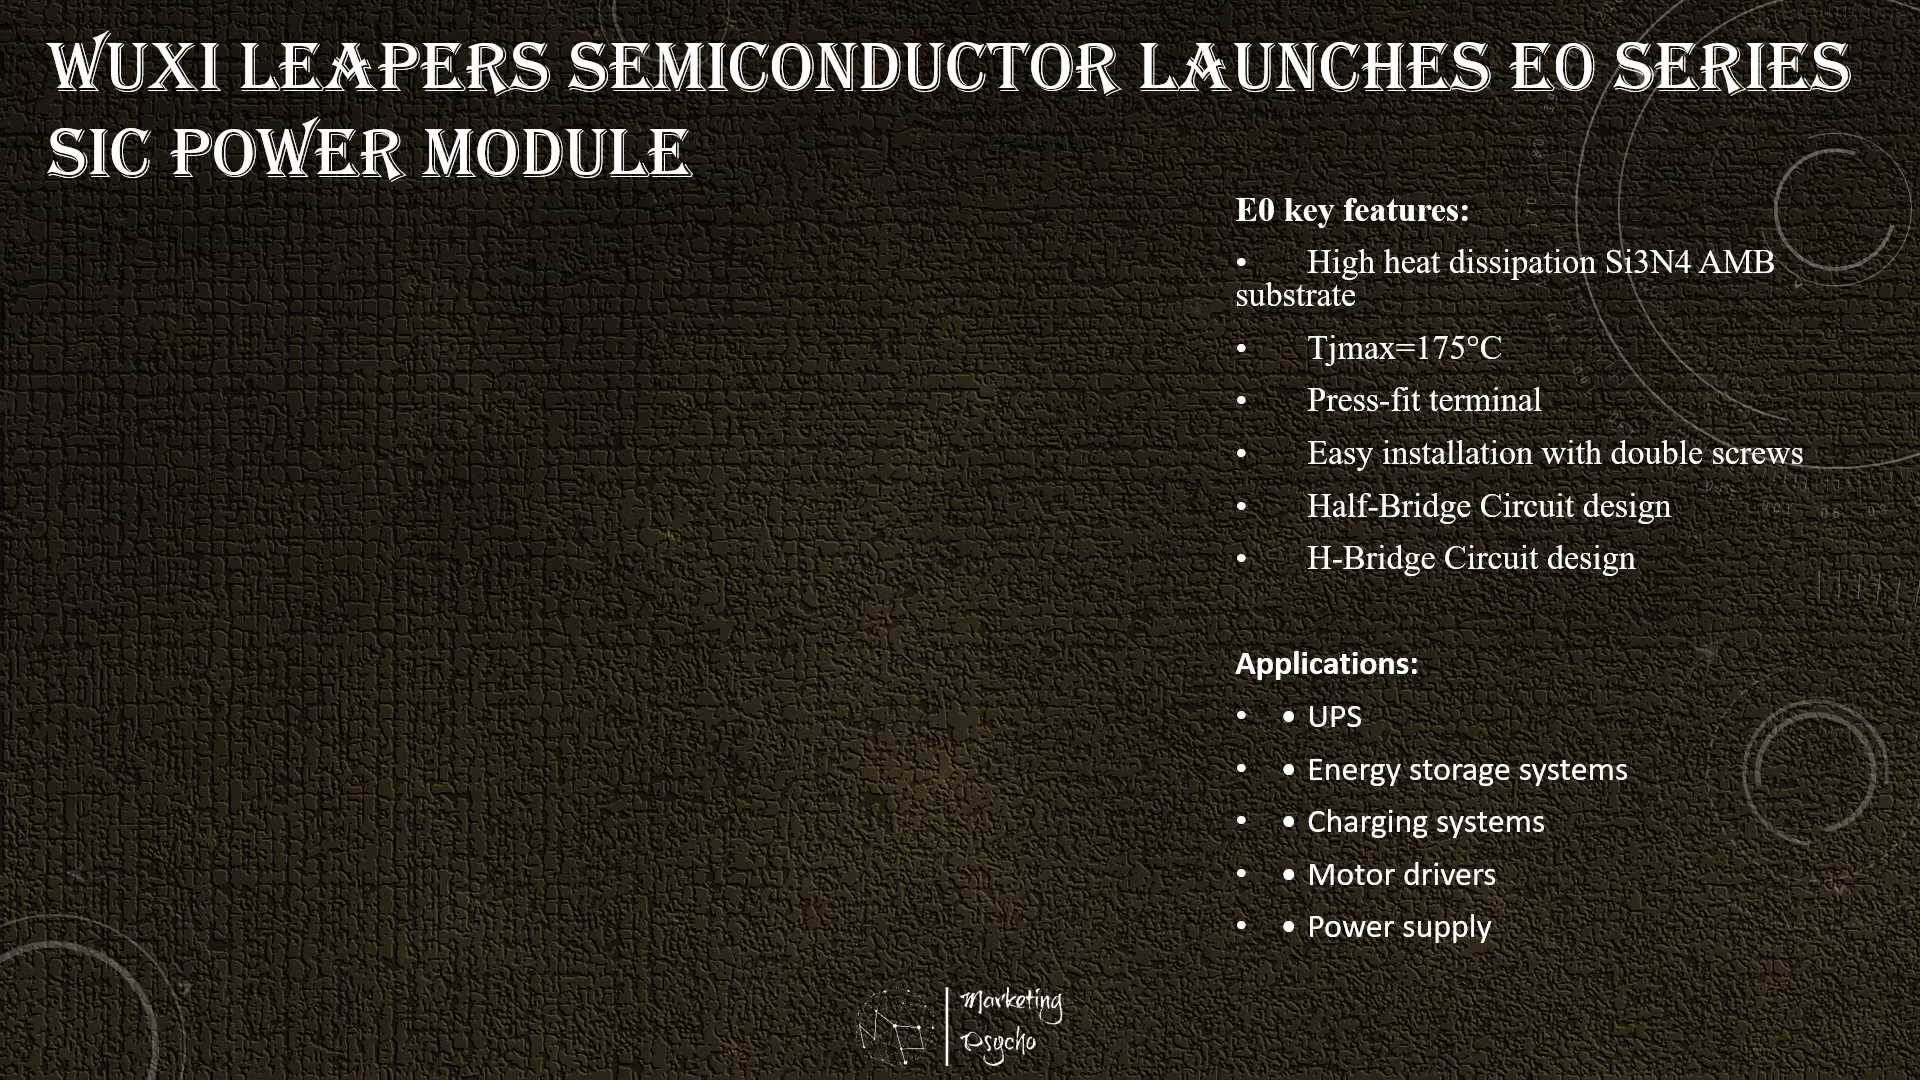 WUXI LEAPERS SEMICONDUCTOR LAUNCHES E0 SERIES
SIC POWER MODULE
E0 key features:
• High heat dissipation Si3N4 AMB
substrate
• Tjmax=175°C
• Press-fit terminal
• Easy installation with double screws
• Half-Bridge Circuit design
• H-Bridge Circuit design
Applications:
• • UPS
• • Energy storage systems
• • Charging systems
• • Motor drivers
• • Power supply
Marketing
Psycho